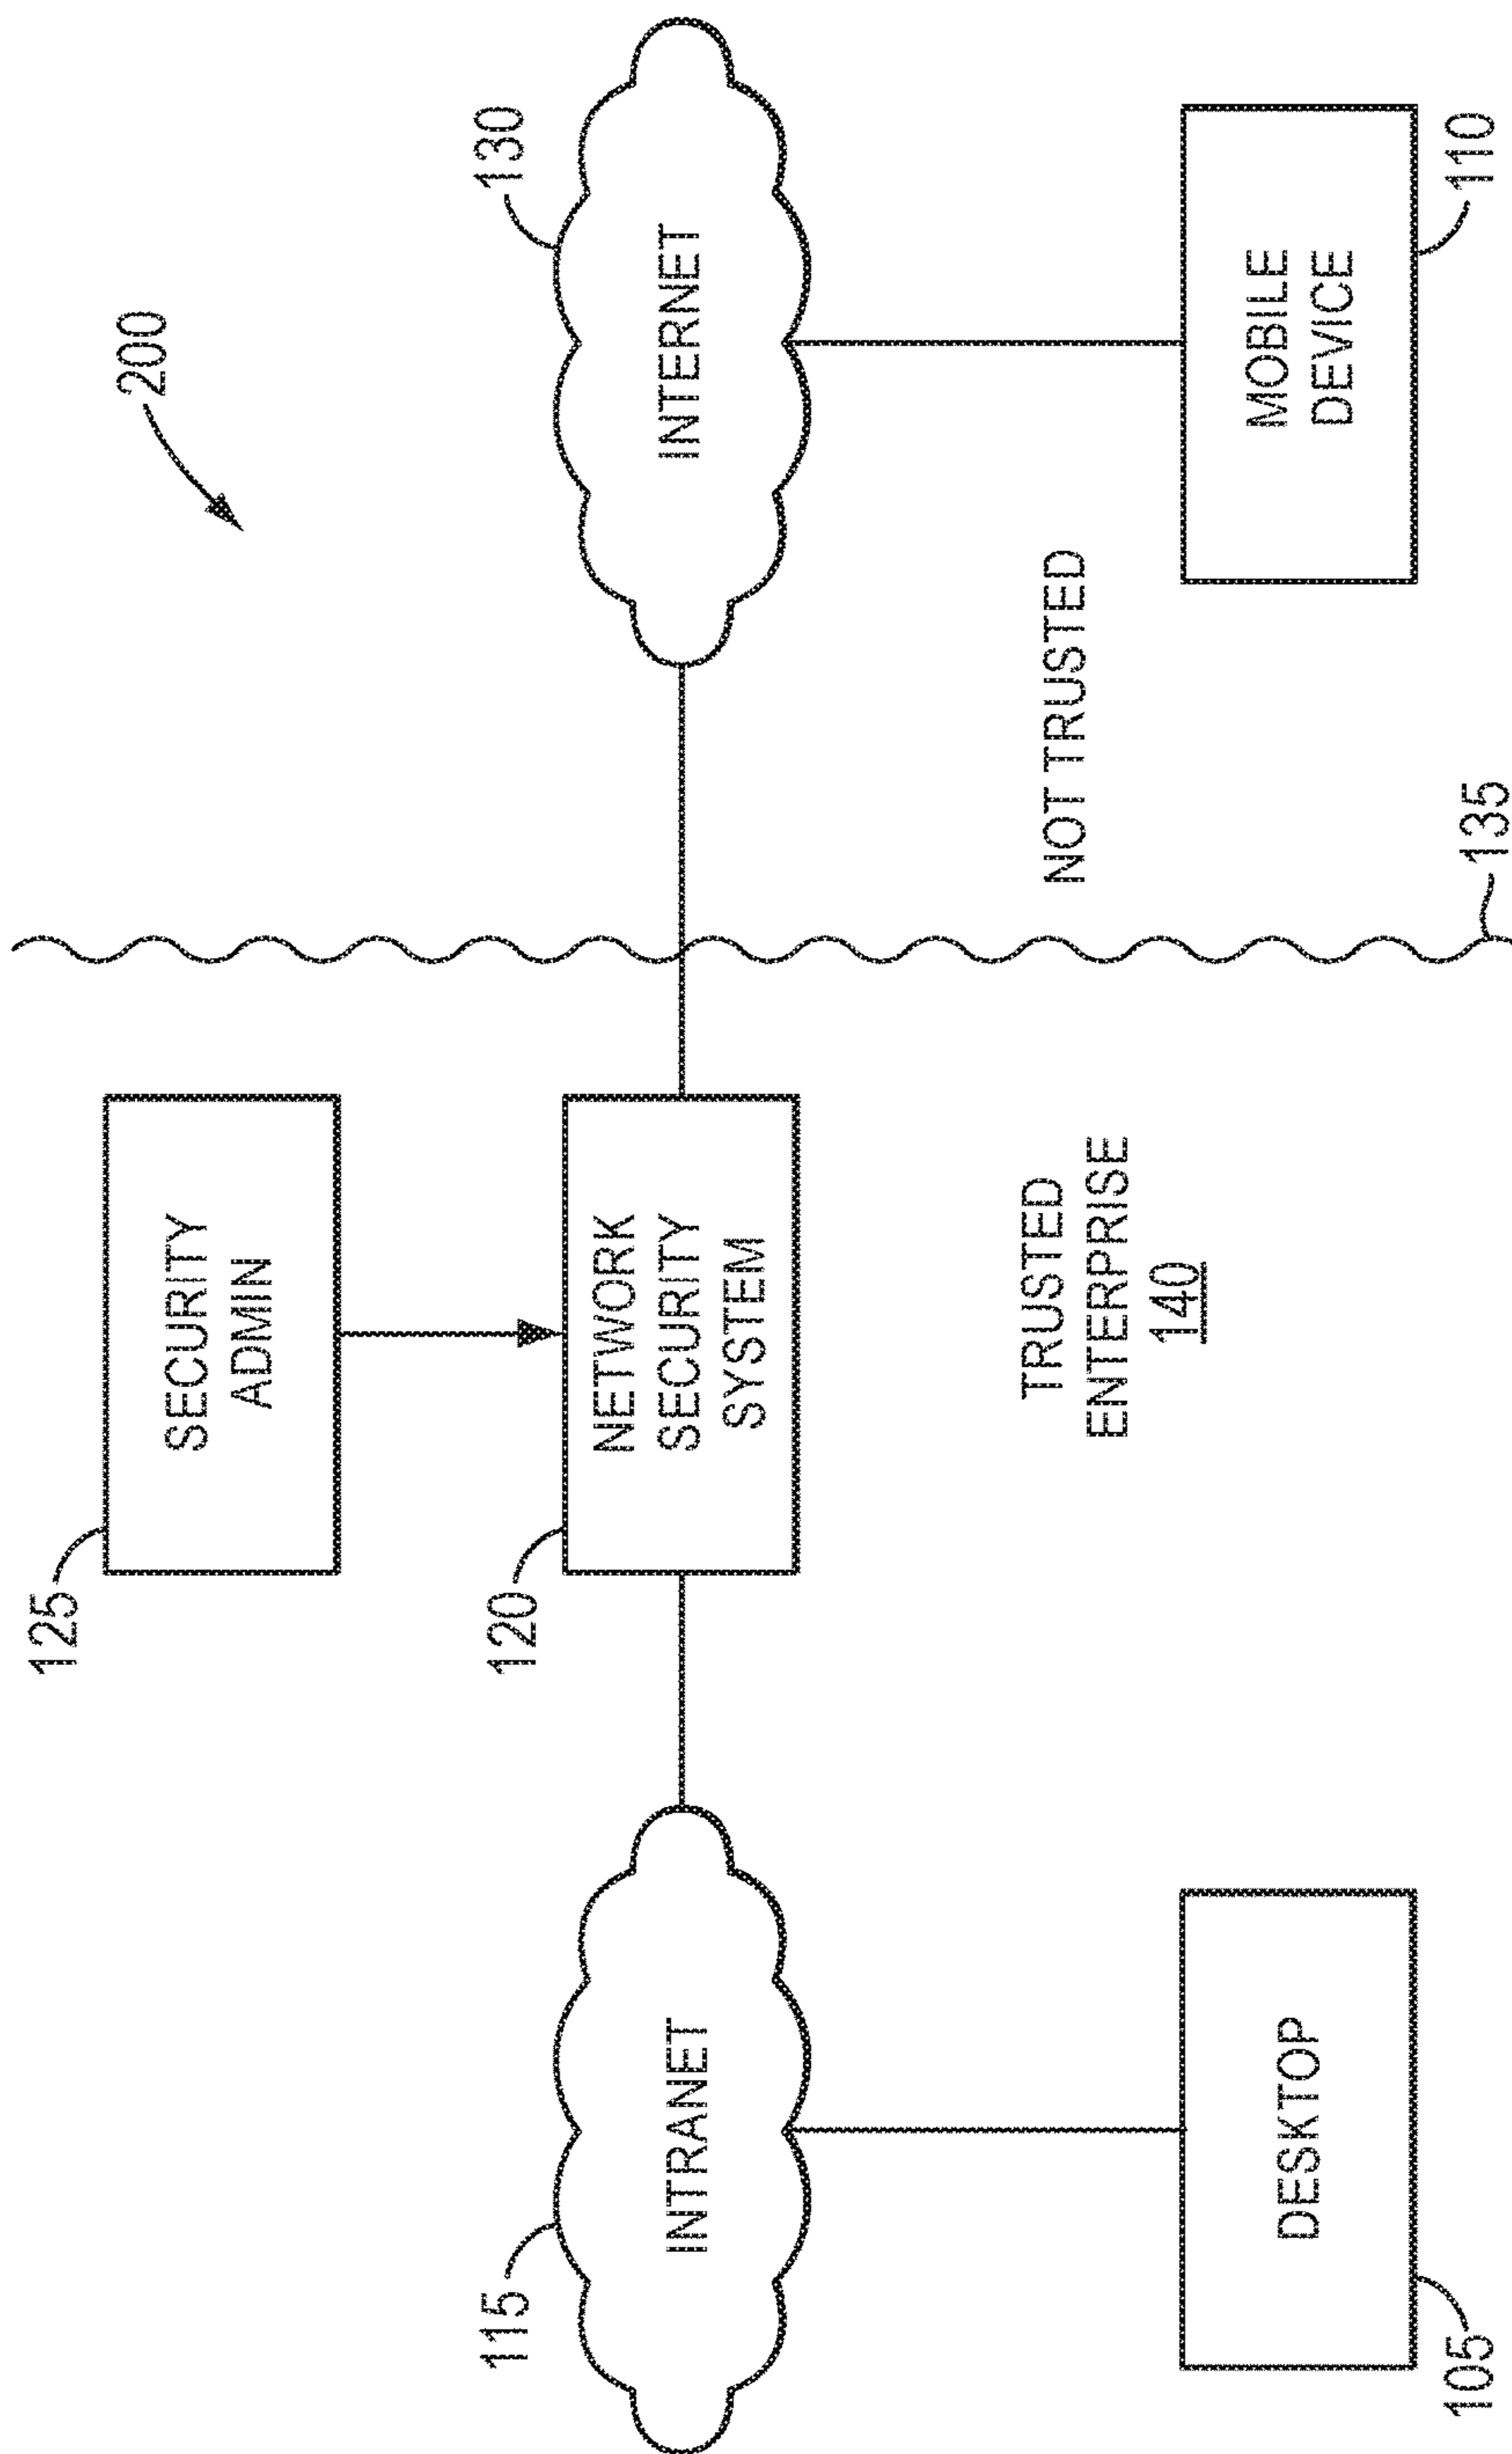 200
125
SECURITY
ADMIN
115
INTRANET
120
NETWORK
SECURITY
SYSTEM
130
INTERNET
TRUSTED
ENTERPRISE
140
NOT TRUSTED
105
DESKTOP
135
MOBILE
DEVICE
110